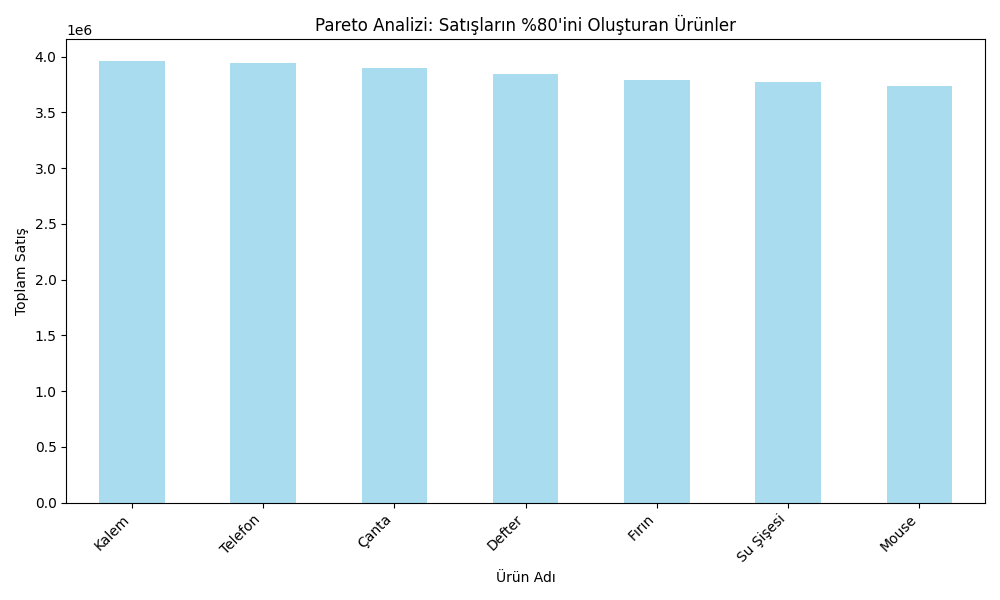 Pareto Analizi: Satışların %80'ini Oluşturan Ürünler
1e6
4.0
3.5
3.0
2.5
2.0
1.5
1.0
0.5
0.0
Toplam Satış
Kalem
Telefon
Çanta
Defter
Fırın
Su Şişesi
Mouse
Ürün Adı